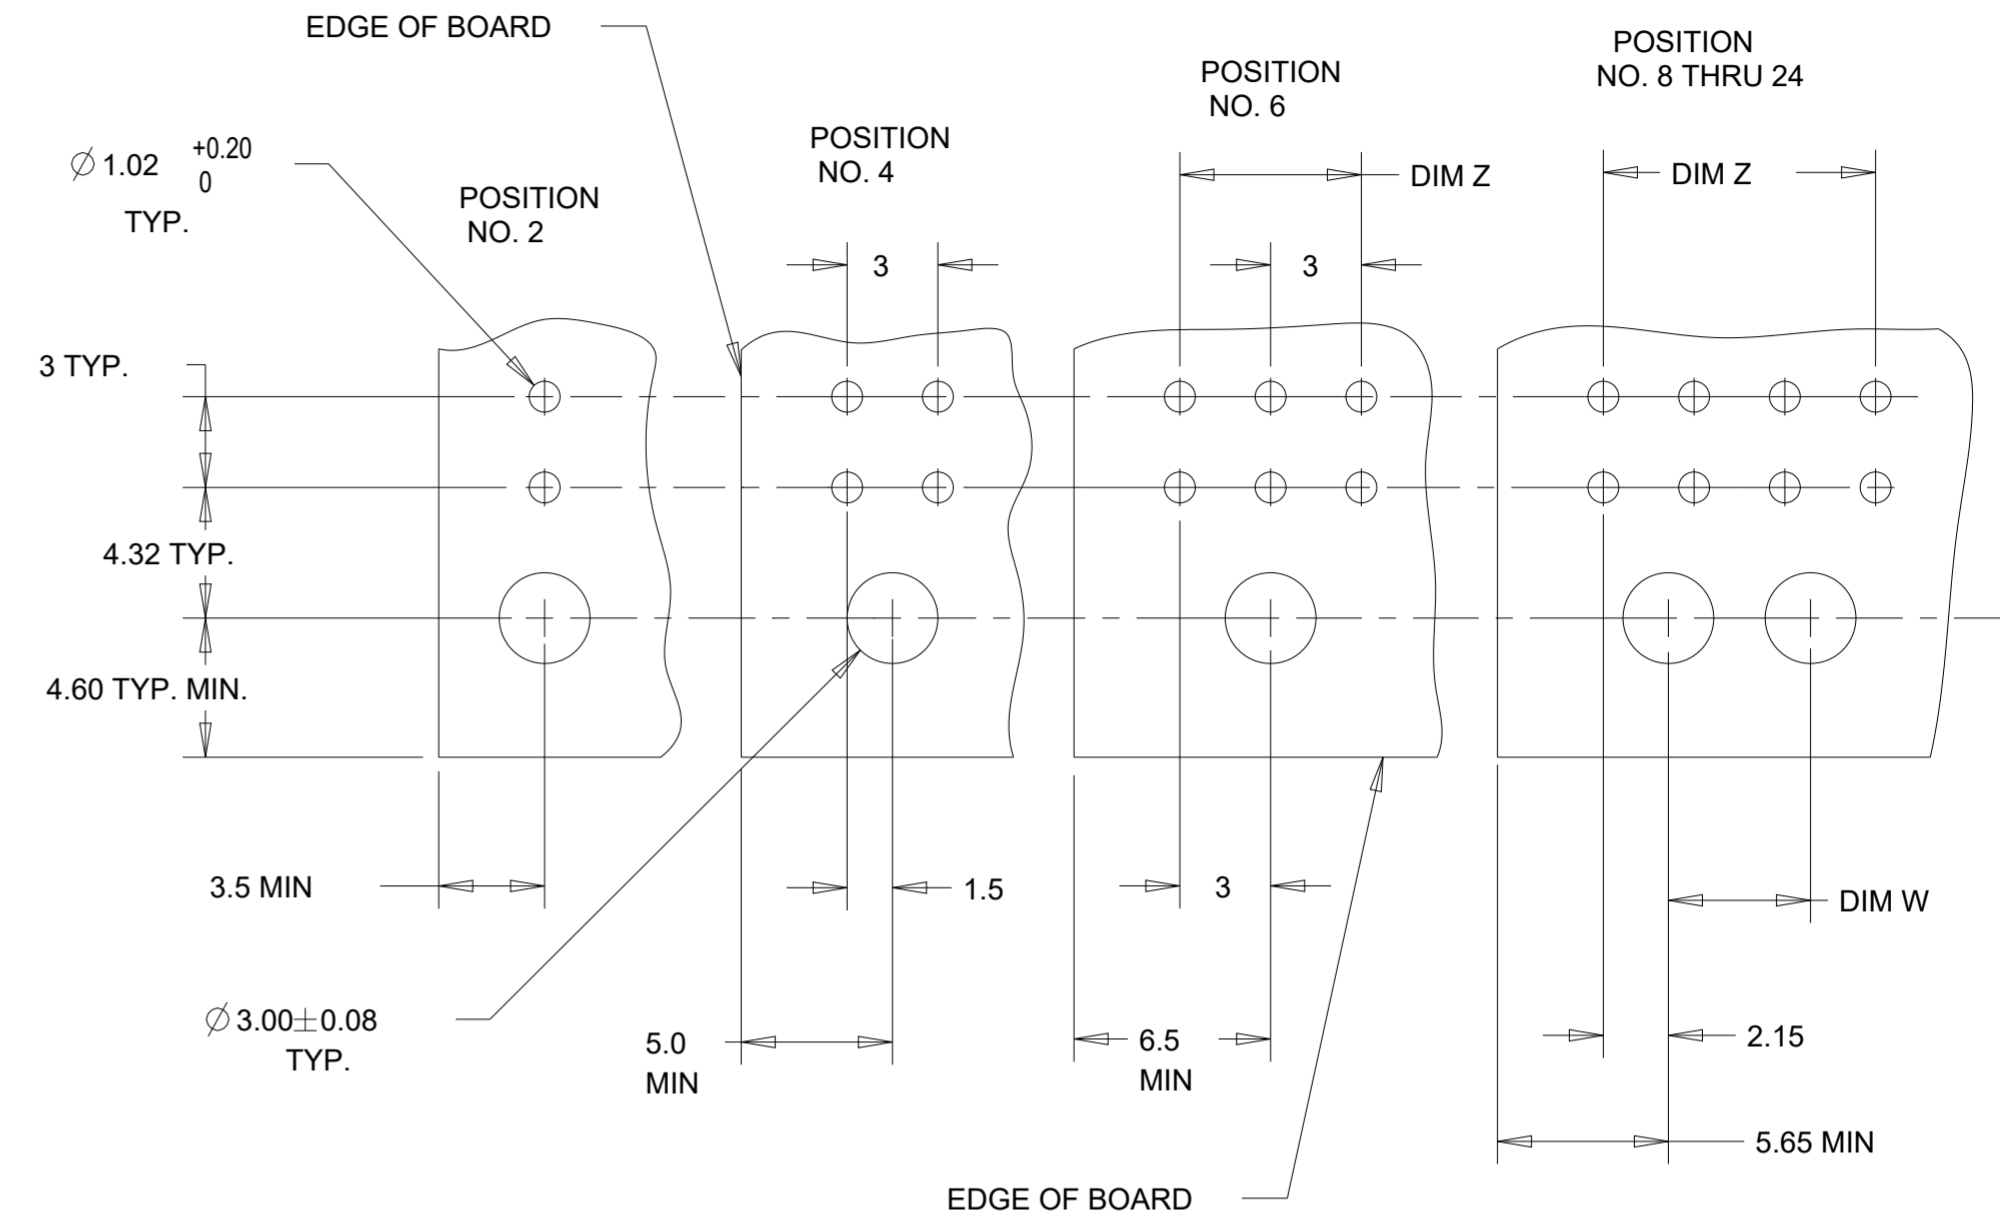 EDGE OF BOARD
POSITION
NO. 8 THRU 24
POSITION
NO. 6
POSITION
NO. 4
⌀ 1.02 +0.20
0
TYP.
DIM Z
DIM Z
POSITION
NO. 2
3
3
3 TYP.
4.32 TYP.
4.60 TYP. MIN.
3.5 MIN
1.5
3
DIM W
⌀ 3.00±0.08
TYP.
5.0
MIN
6.5
MIN
2.15
5.65 MIN
EDGE OF BOARD